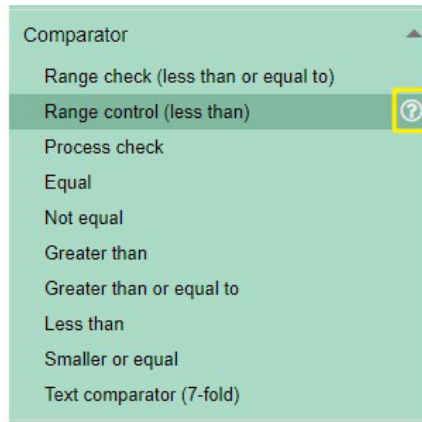 Comparator
Range check (less than or equal to)
Range control (less than)
Process check
Equal
Not equal
Greater than
Greater than or equal to
Less than
Smaller or equal
Text comparator (7-fold)